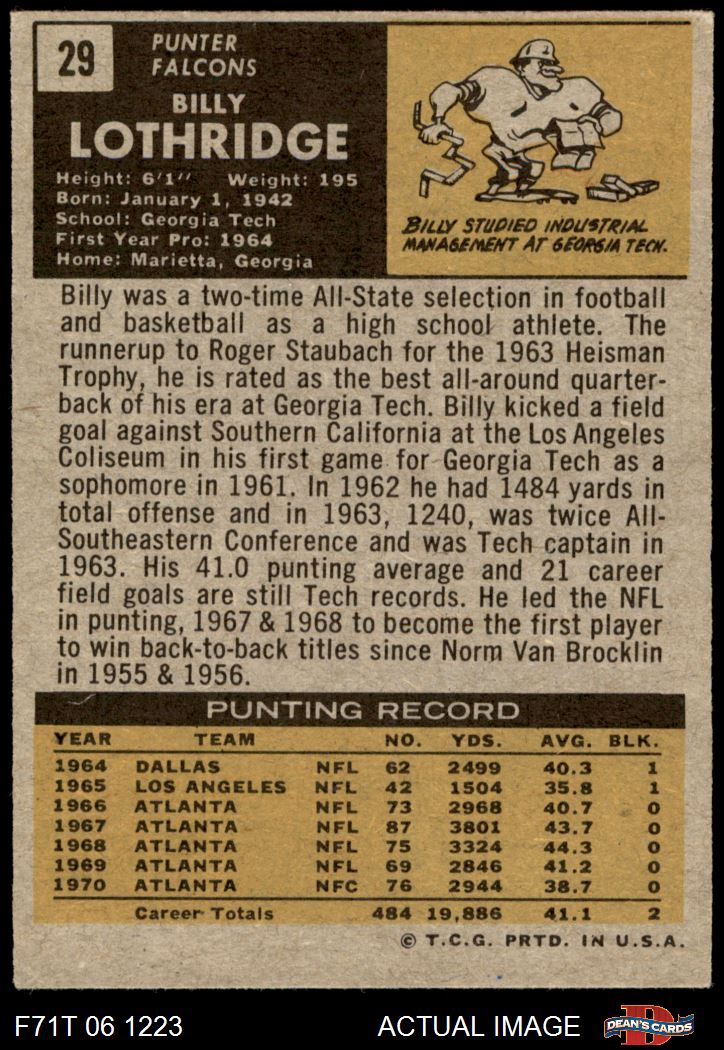 29
PUNTER
FALCONS
BILLY
LOTHRIDGE
Height: 6'1" Weight: 195
Born: January 1, 1942
School: Georgia Tech
First Year Pro: 1964
Home: Marietta, Georgia
BILLY STUDIED INDUSTRIAL
MANAGEMENT AT GEORGIA TECH.
Billy was a two-time All-State selection in football
and basketball as a high school athlete. The
runnerup to Roger Staubach for the 1963 Heisman
Trophy, he is rated as the best all-around quarter-
back of his era at Georgia Tech. Billy kicked a field
goal against Southern California at the Los Angeles
Coliseum in his first game for Georgia Tech as a
sophomore in 1961. In 1962 he had 1484 yards in
total offense and in 1963, 1240, was twice All-
Southeastern Conference and was Tech captain in
1963. His 41.0 punting average and 21 career
field goals are still Tech records. He led the NFL
in punting, 1967 & 1968 to become the first player
to win back-to-back titles since Norm Van Brocklin
in 1955 & 1956.
PUNTING RECORD
YEAR TEAM NO. YDS. AVG. BLK.
1964 DALLAS NFL 62 2499 40.3 1
1965 LOS ANGELES NFL 42 1504 35.8 1
1966 ATLANTA NFL 73 2968 40.7 0
1967 ATLANTA NFL 87 3801 43.7 0
1968 ATLANTA NFL 75 3324 44.3 0
1969 ATLANTA NFL 69 2846 41.2 0
1970 ATLANTA NFC 76 2944 38.7 0
Career Totals 484 19,886 41.1 2
© T.C.G. PRTD. IN U.S.A.
F71T 06 1223 ACTUAL IMAGE D DEAN'S CARDS